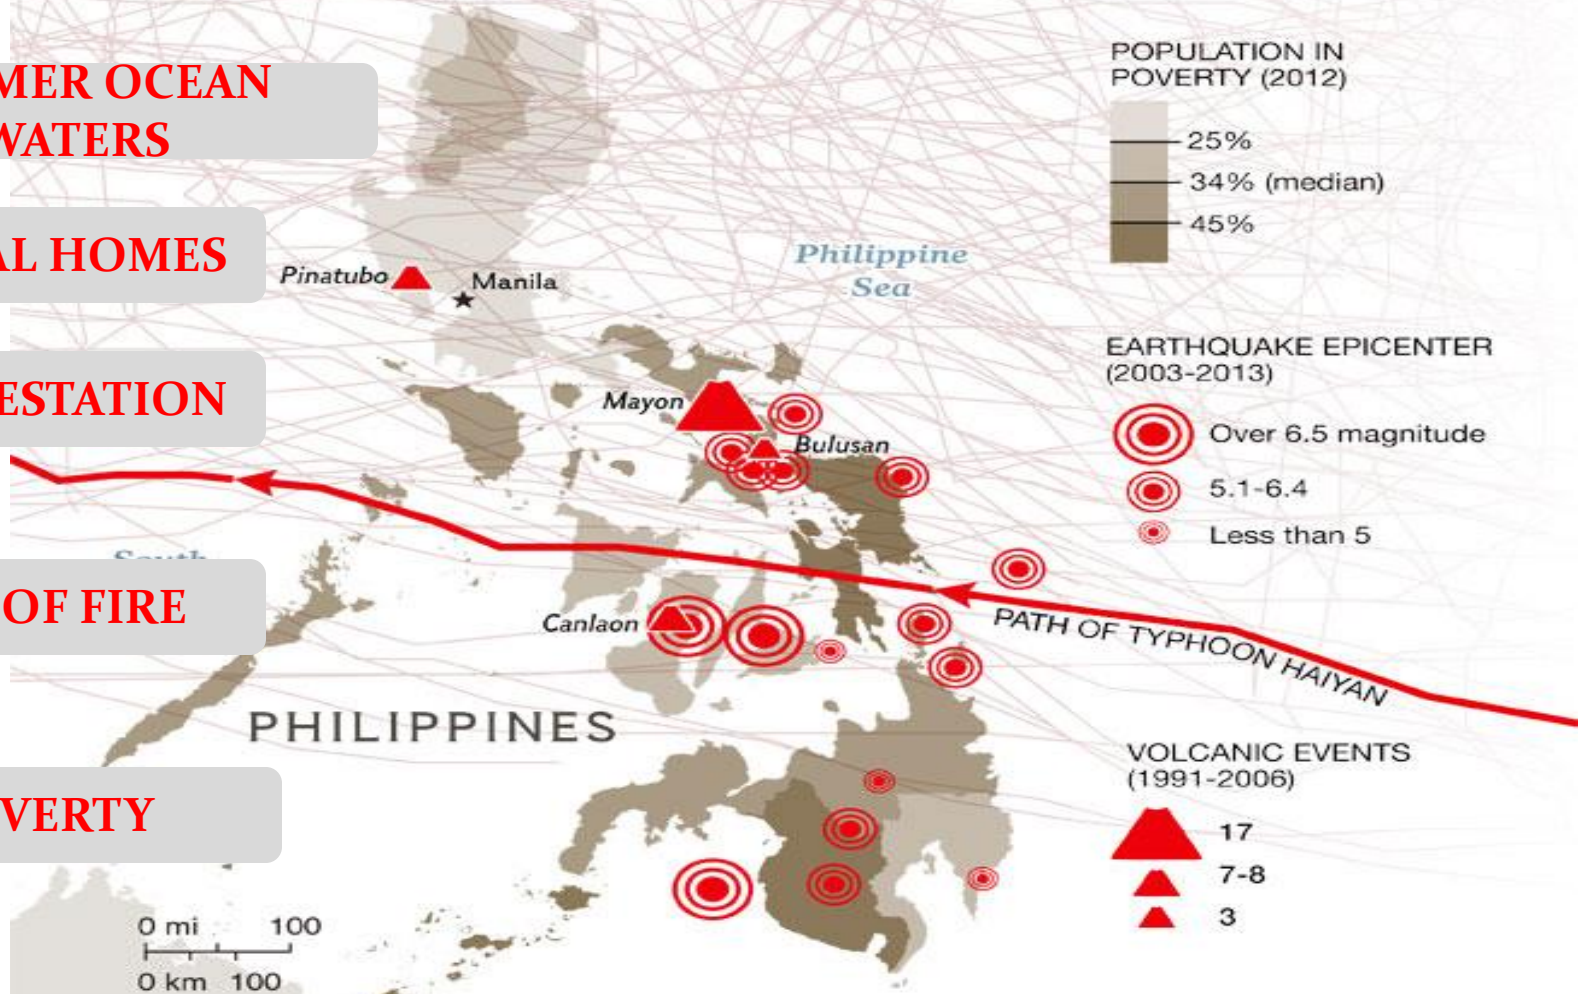 MER OCEAN
WATERS
AL HOMES
ESTATION
OF FIRE
VERTY
POPULATION IN
POVERTY (2012)
25%
34% (median)
45%
Philippine
Sea
Pinatubo
Manila
EARTHQUAKE EPICENTER
(2003-2013)
Over 6.5 magnitude
5.1-6.4
Less than 5
Mayon
Bulusan
South
Canlaon
PATH OF TYPHOON HAIYAN
PHILIPPINES
VOLCANIC EVENTS
(1991-2006)
17
7-8
3
0 mi 100
0 km 100